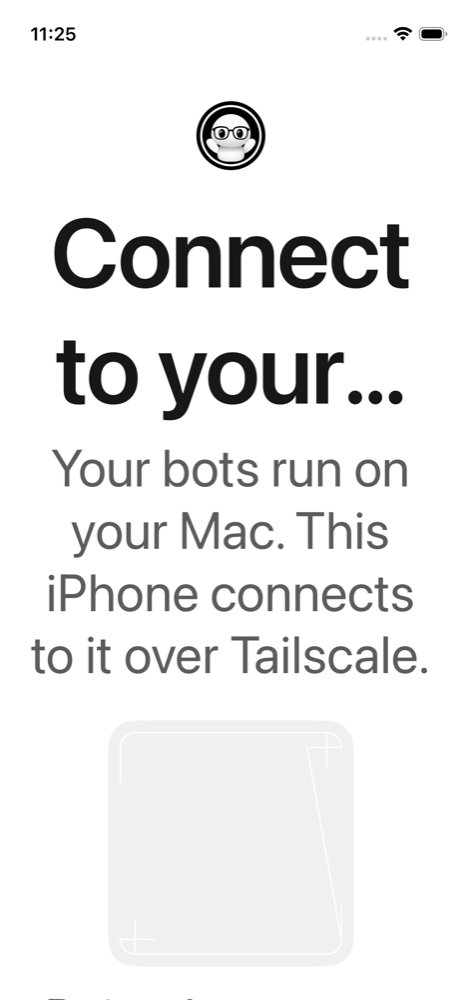 11:25
Connect
to your...
Your bots run on
your Mac. This
iPhone connects
to it over Tailscale.